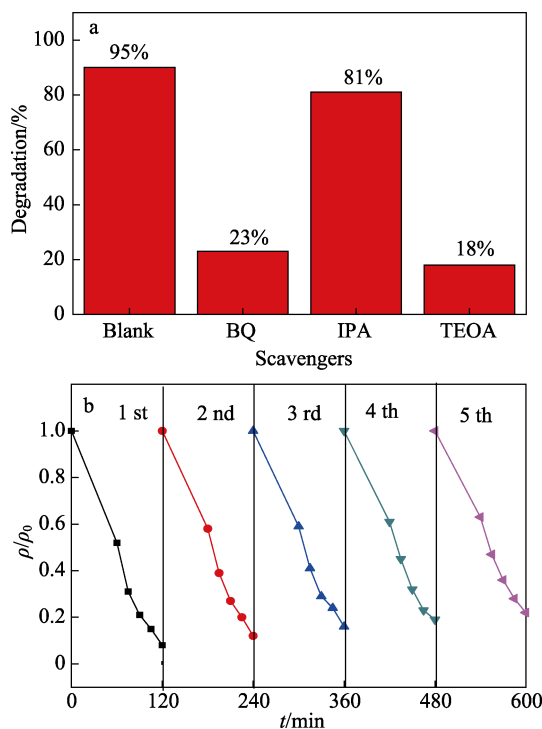 a
95%
23%
81%
18%
100
80
60
40
20
0
Degradation/%
Blank BQ IPA TEOA
Scavengers
b
1 st 2 nd 3 rd 4 th 5 th
1.0
0.8
0.6
0.4
0.2
0
ρ/ρ0
0 120 240 360 480 600
t/min